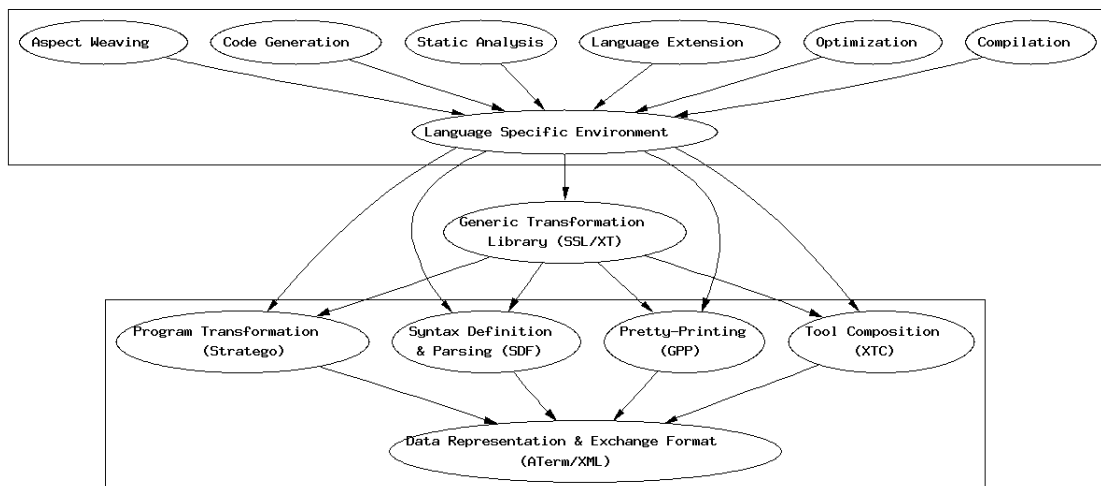 Aspect Weaving
Code Generation
Static Analysis
Language Extension
Optimization
Compilation
Language Specific Environment
Generic Transformation
Library (SSL/XT)
Program Transformation
(Stratego)
Syntax Definition
& Parsing (SDF)
Pretty-Printing
(GPP)
Tool Composition
(XTC)
Data Representation & Exchange Format
(ATerm/XML)